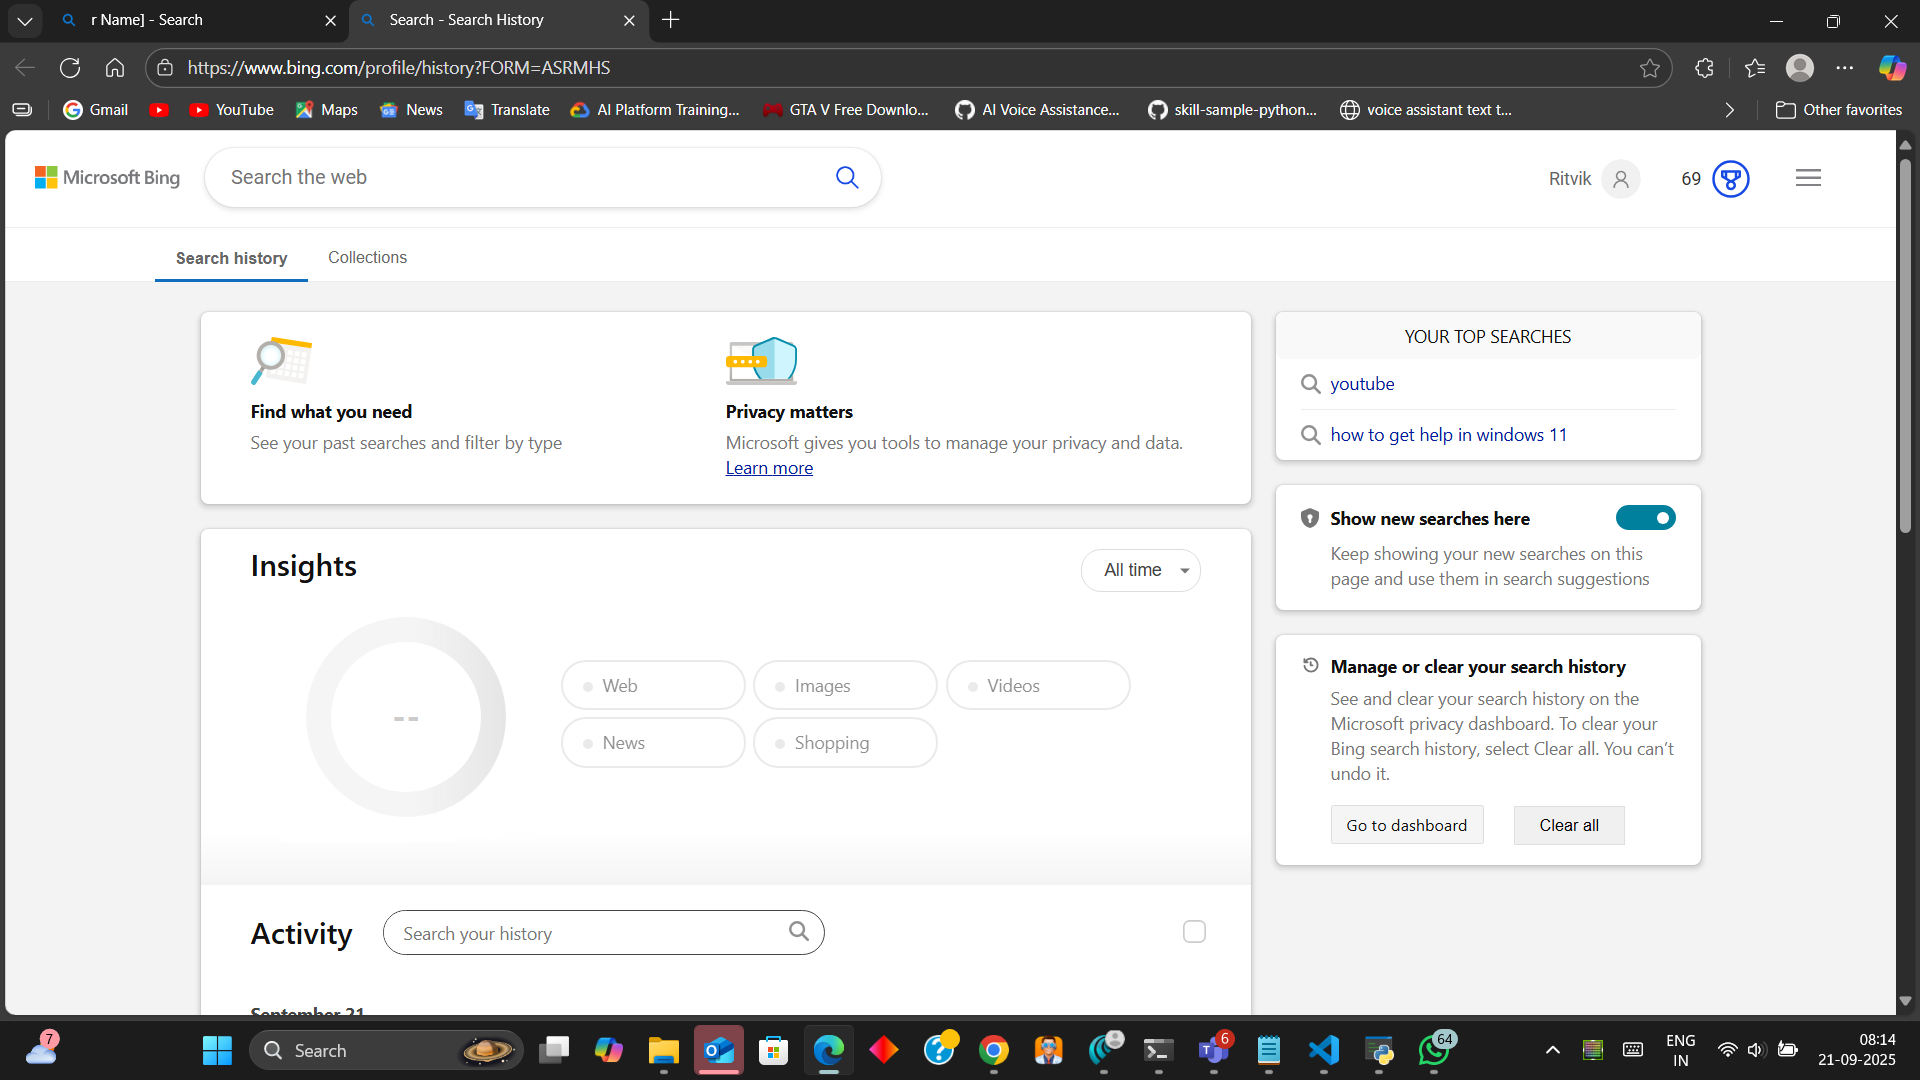 r Name] - Search
Search - Search History
https://www.bing.com/profile/history?FORM=ASRMHS
Gmail
YouTube
Maps
News
Translate
AI Platform Training...
GTA V Free Downlo...
AI Voice Assistance...
skill-sample-python...
voice assistant text t...
Other favorites
Microsoft Bing
Search the web
Ritvik
69
Search history
Collections
Find what you need
See your past searches and filter by type
Privacy matters
Microsoft gives you tools to manage your privacy and data.
Learn more
YOUR TOP SEARCHES
youtube
how to get help in windows 11
Show new searches here
Keep showing your new searches on this
page and use them in search suggestions
Insights
All time
--
Web
Images
Videos
News
Shopping
Manage or clear your search history
See and clear your search history on the
Microsoft privacy dashboard. To clear your
Bing search history, select Clear all. You can't
undo it.
Go to dashboard
Clear all
Activity
Search your history
September 21
7
Search
6
64
ENG
IN
08:14
21-09-2025